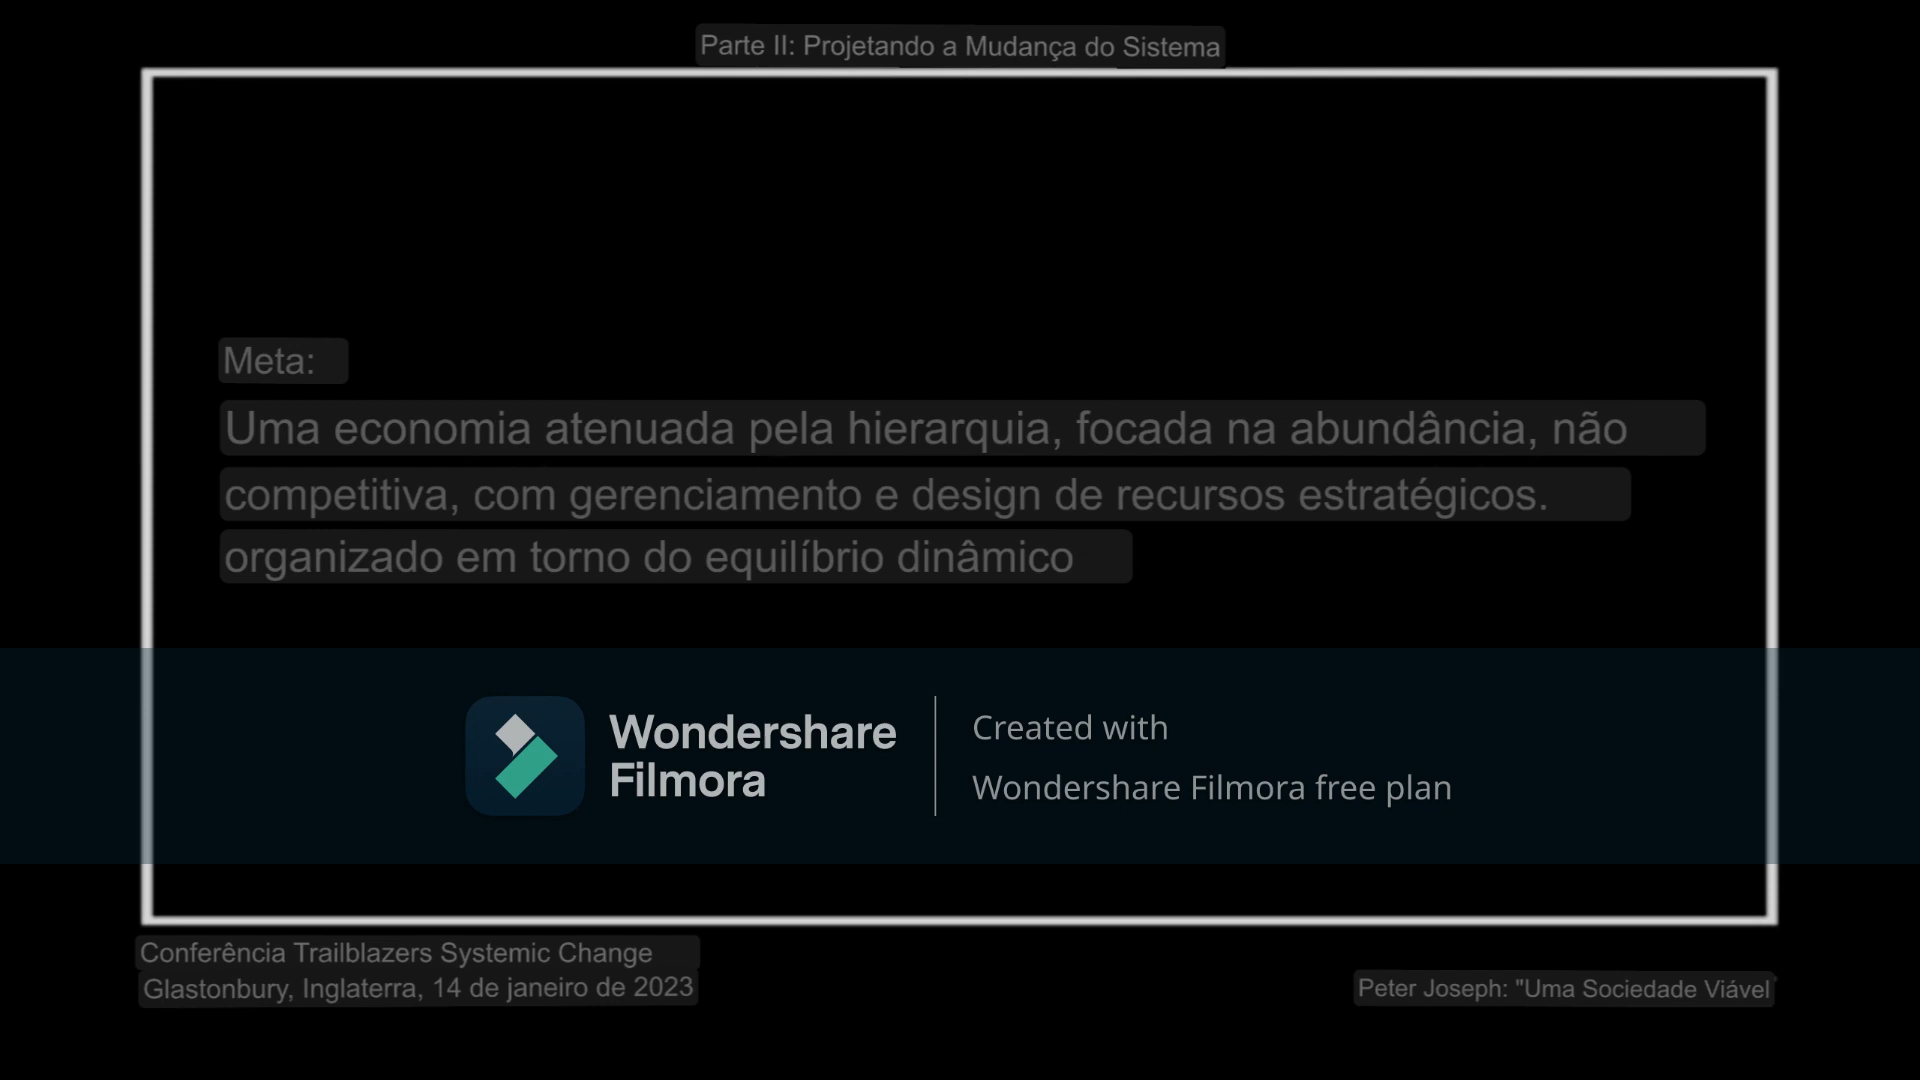 Parte II: Projetando a Mudança do Sistema
Meta:
Uma economia atenuada pela hierarquia, focada na abundância, não
competitiva, com gerenciamento e design de recursos estratégicos.
organizado em torno do equilíbrio dinâmico
Wondershare
Filmora
Created with
Wondershare Filmora free plan
Conferência Trailblazers Systemic Change
Glastonbury, Inglaterra, 14 de janeiro de 2023
Peter Joseph: "Uma Sociedade Viável